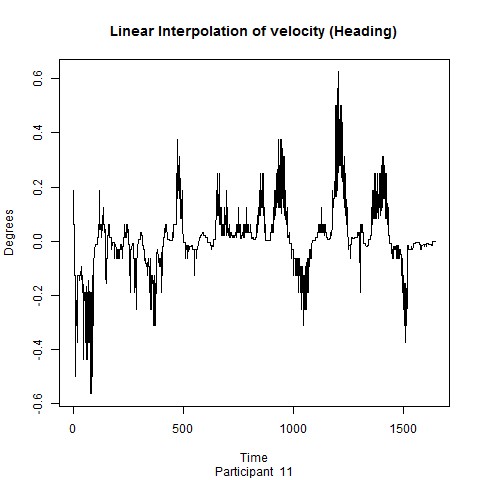 Linear Interpolation of velocity (Heading)
Degrees
0.6
0.4
0.2
0.0
-0.2
-0.4
-0.6
0 500 1000 1500
Time
Participant 11